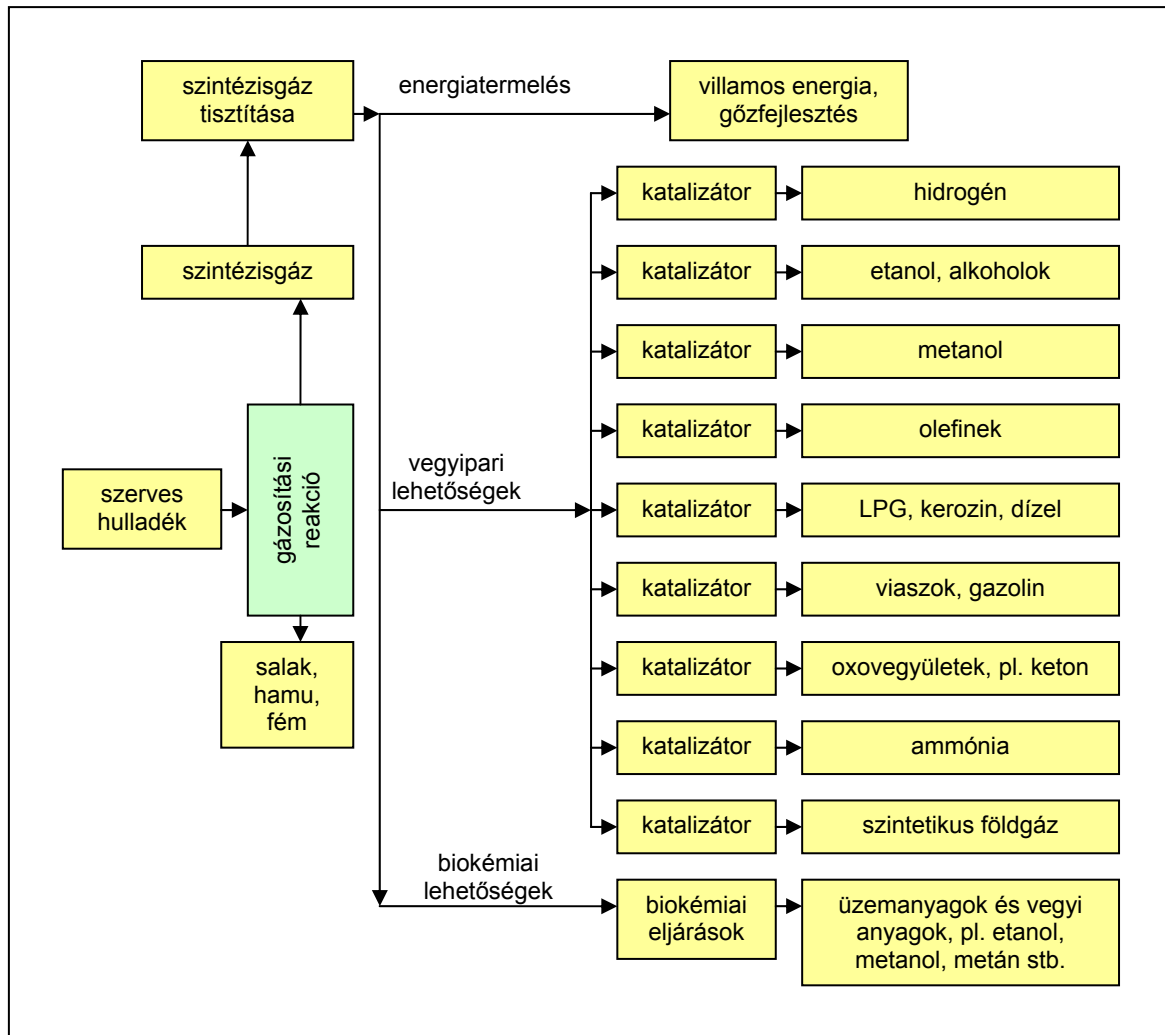 szintézisgáz
tisztítása
energiatermelés
villamos energia,
gőzfejlesztés
katalizátor
hidrogén
szintézisgáz
katalizátor
etanol, alkoholok
katalizátor
metanol
katalizátor
olefinek
szerves
hulladék
gázosítási
reakció
vegyipari
lehetőségek
katalizátor
LPG, kerozin, dízel
katalizátor
viaszok, gazolin
salak,
hamu,
fém
katalizátor
oxovegyületek, pl. keton
katalizátor
ammónia
katalizátor
szintetikus földgáz
biokémiai
lehetőségek
biokémiai
eljárások
üzemanyagok és vegyi
anyagok, pl. etanol,
metanol, metán stb.